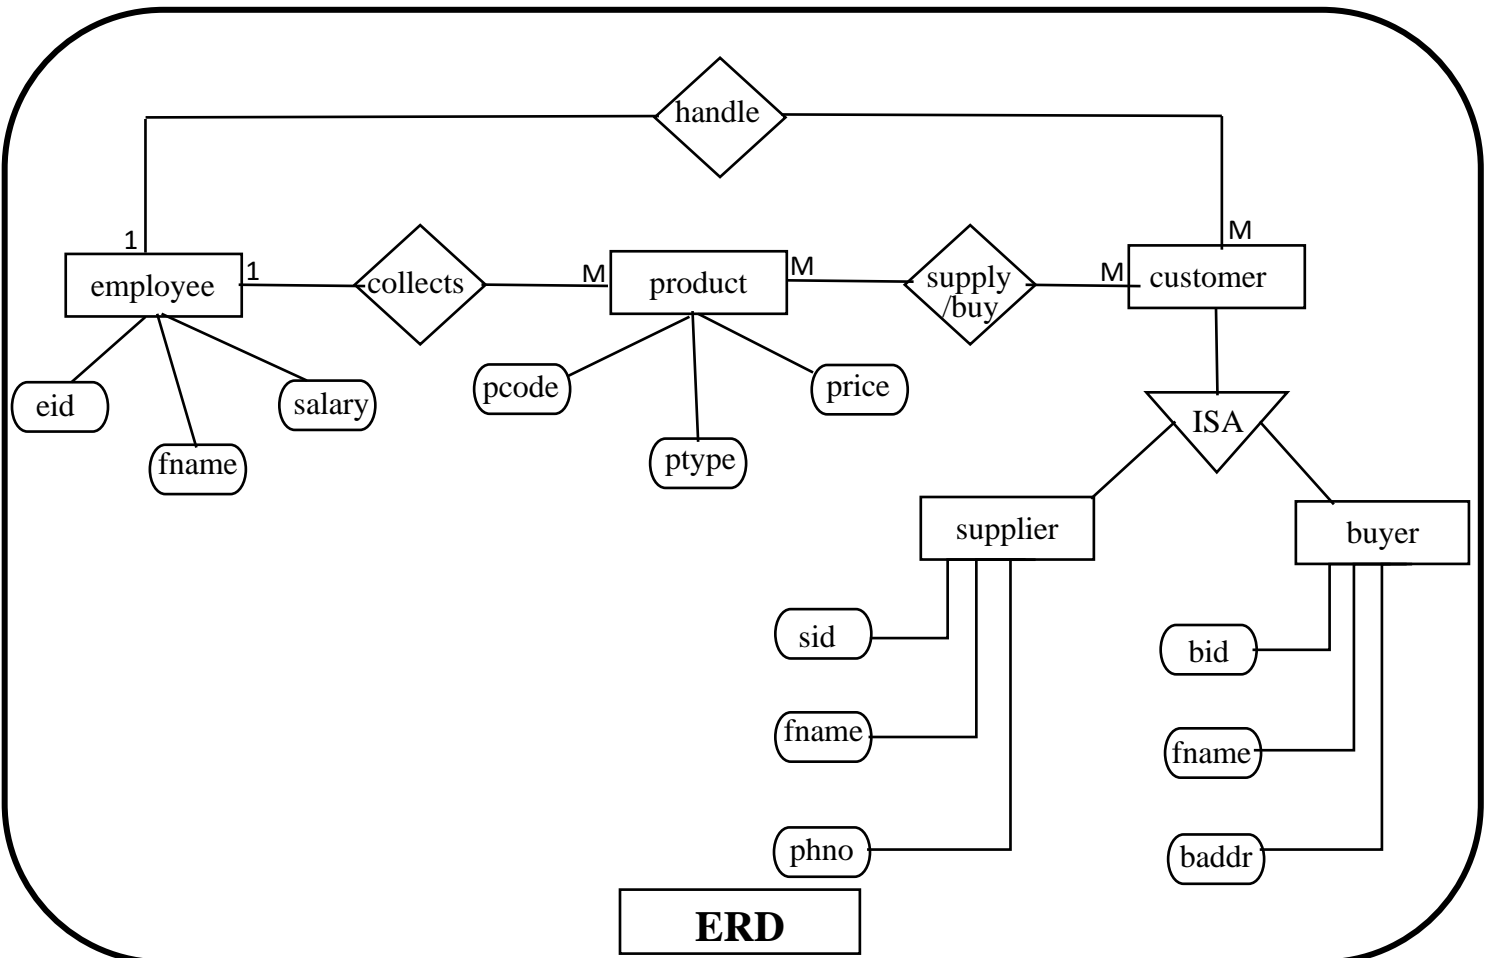 handle
1
M
employee
1
collects
M
product
M
supply
/buy
M
customer
eid
fname
salary
pcode
ptype
price
ISA
supplier
buyer
sid
fname
phno
bid
fname
baddr
ERD